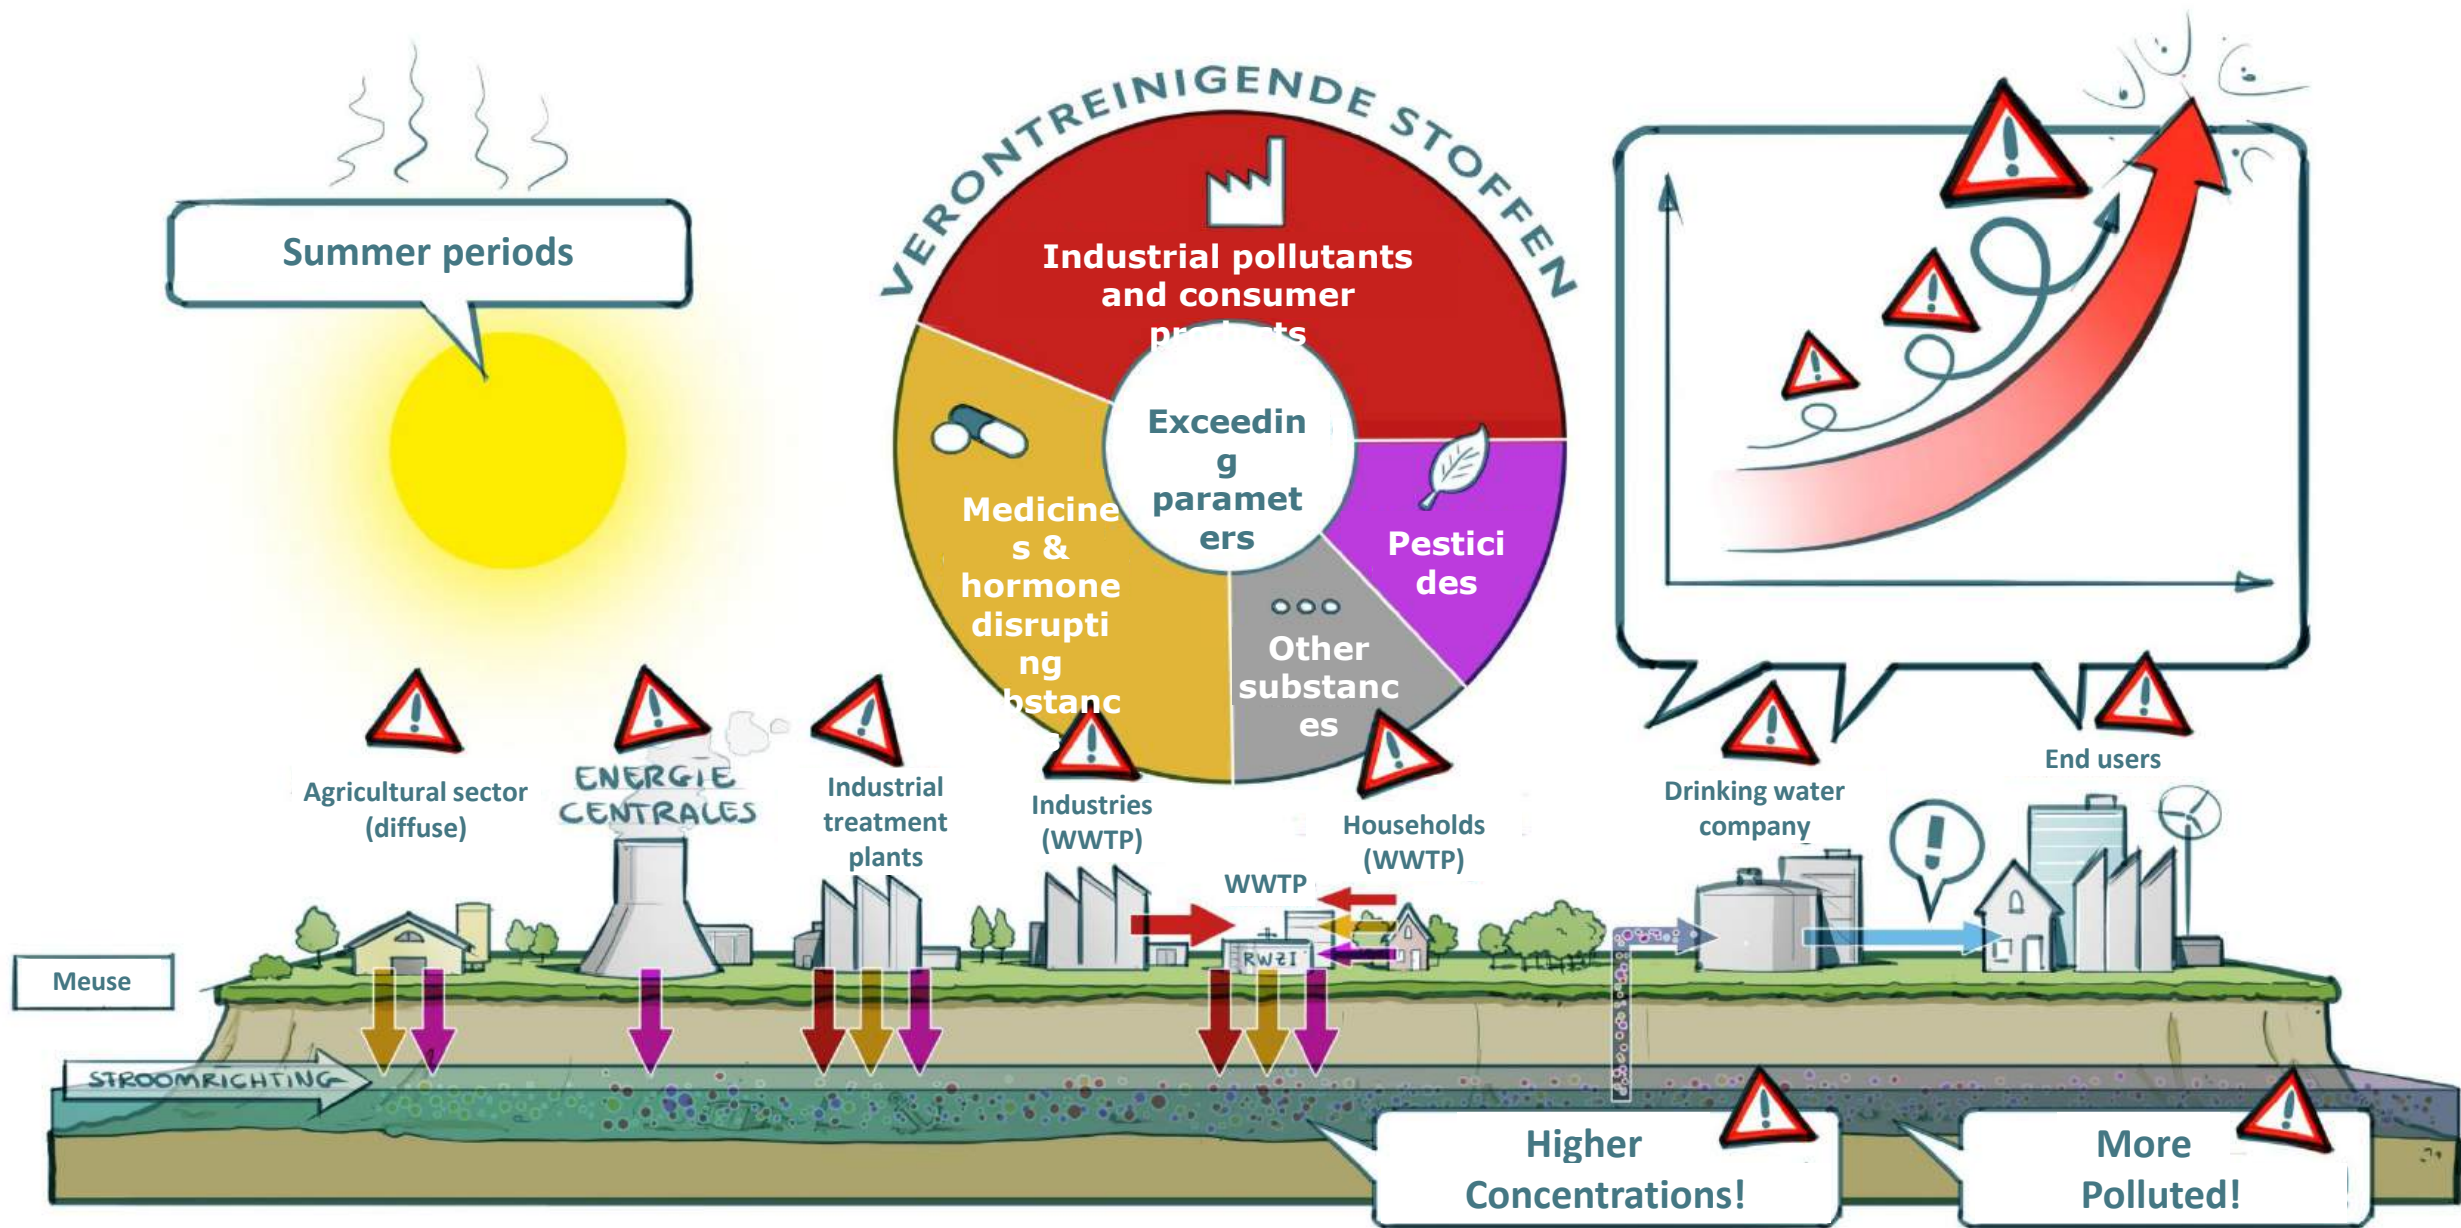 Summer periods
VERONTREINIGENDE STOFFEN
Industrial pollutants
and consumer
Exceedin
g
paramet
ers
Medicine
s &
hormone
disrupti
ng
bstanc
Pestici
des
Other
substanc
es
Agricultural sector
(diffuse)
ENERGIE
CENTRALES
Industrial
treatment
plants
Industries
(WWTP)
WWTP
Households
(WWTP)
Drinking water
company
End users
RWZI
Meuse
STROOMRICHTING
Higher
Concentrations!
More
Polluted!